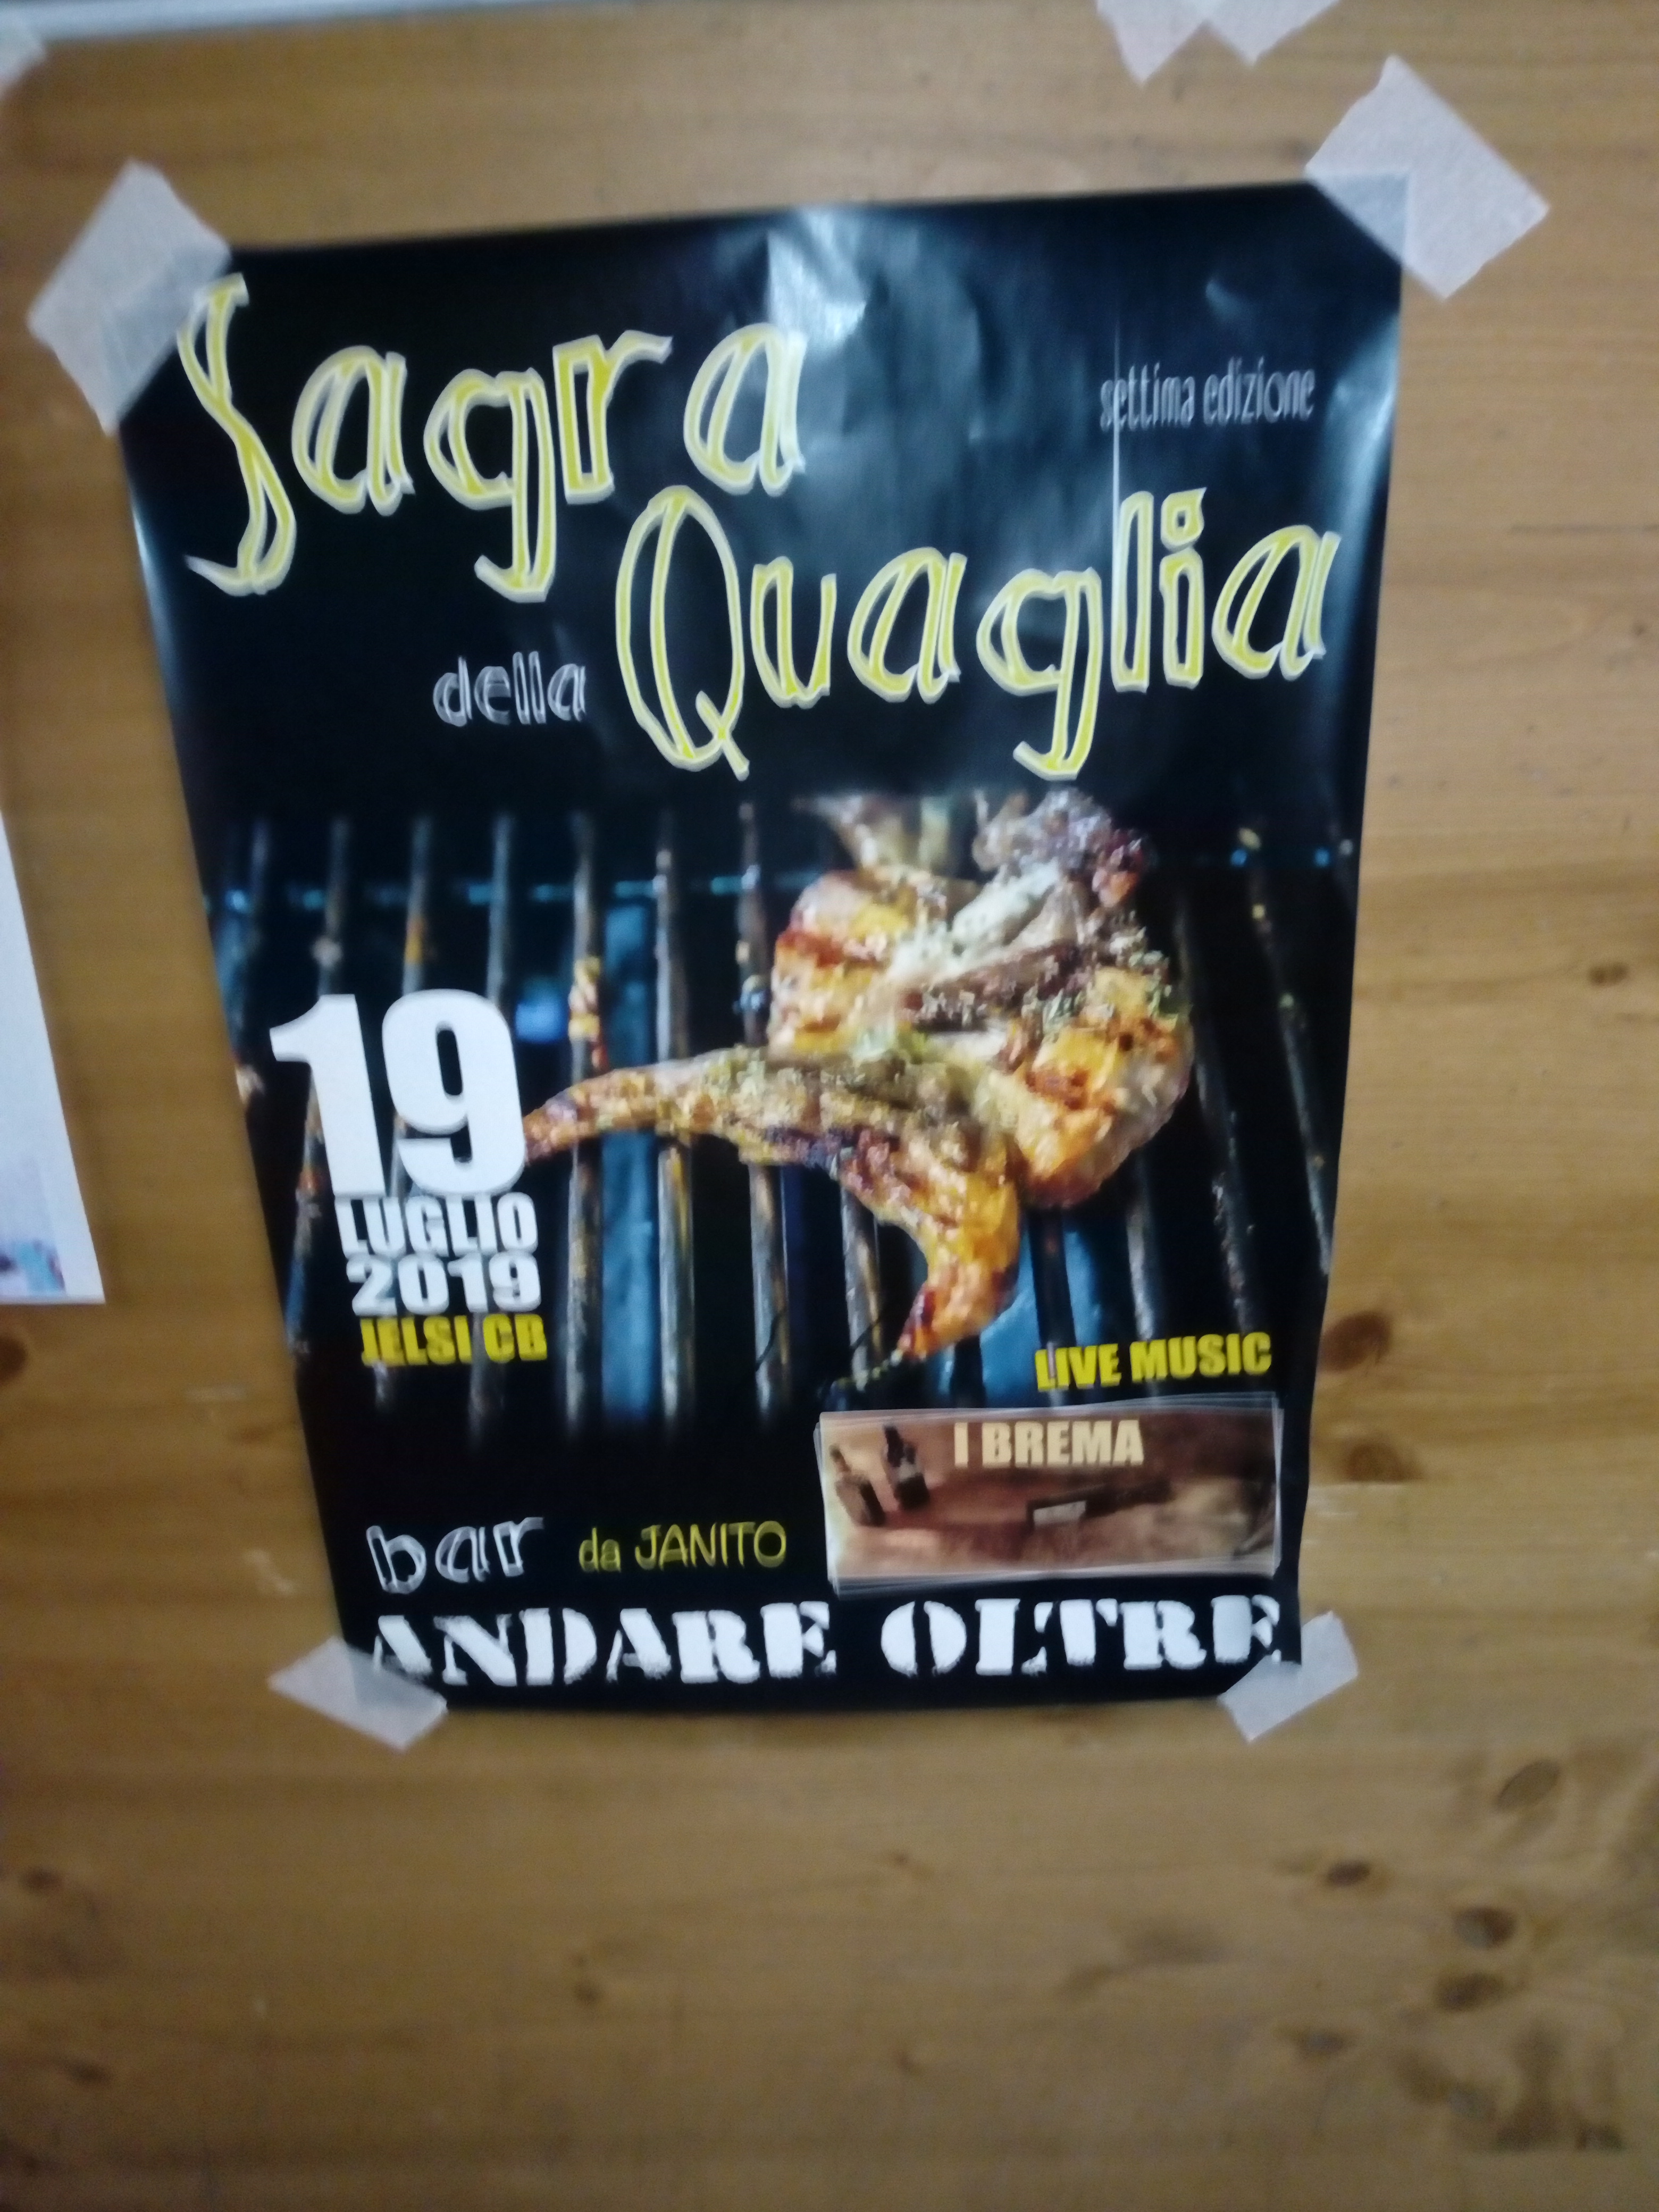 Sagra
settima edizione
della Quaglia
19
LUGLIO
2019
JELSI CB
LIVE MUSIC
I BREMA
bar da JANITO
ANDARE OLTRE